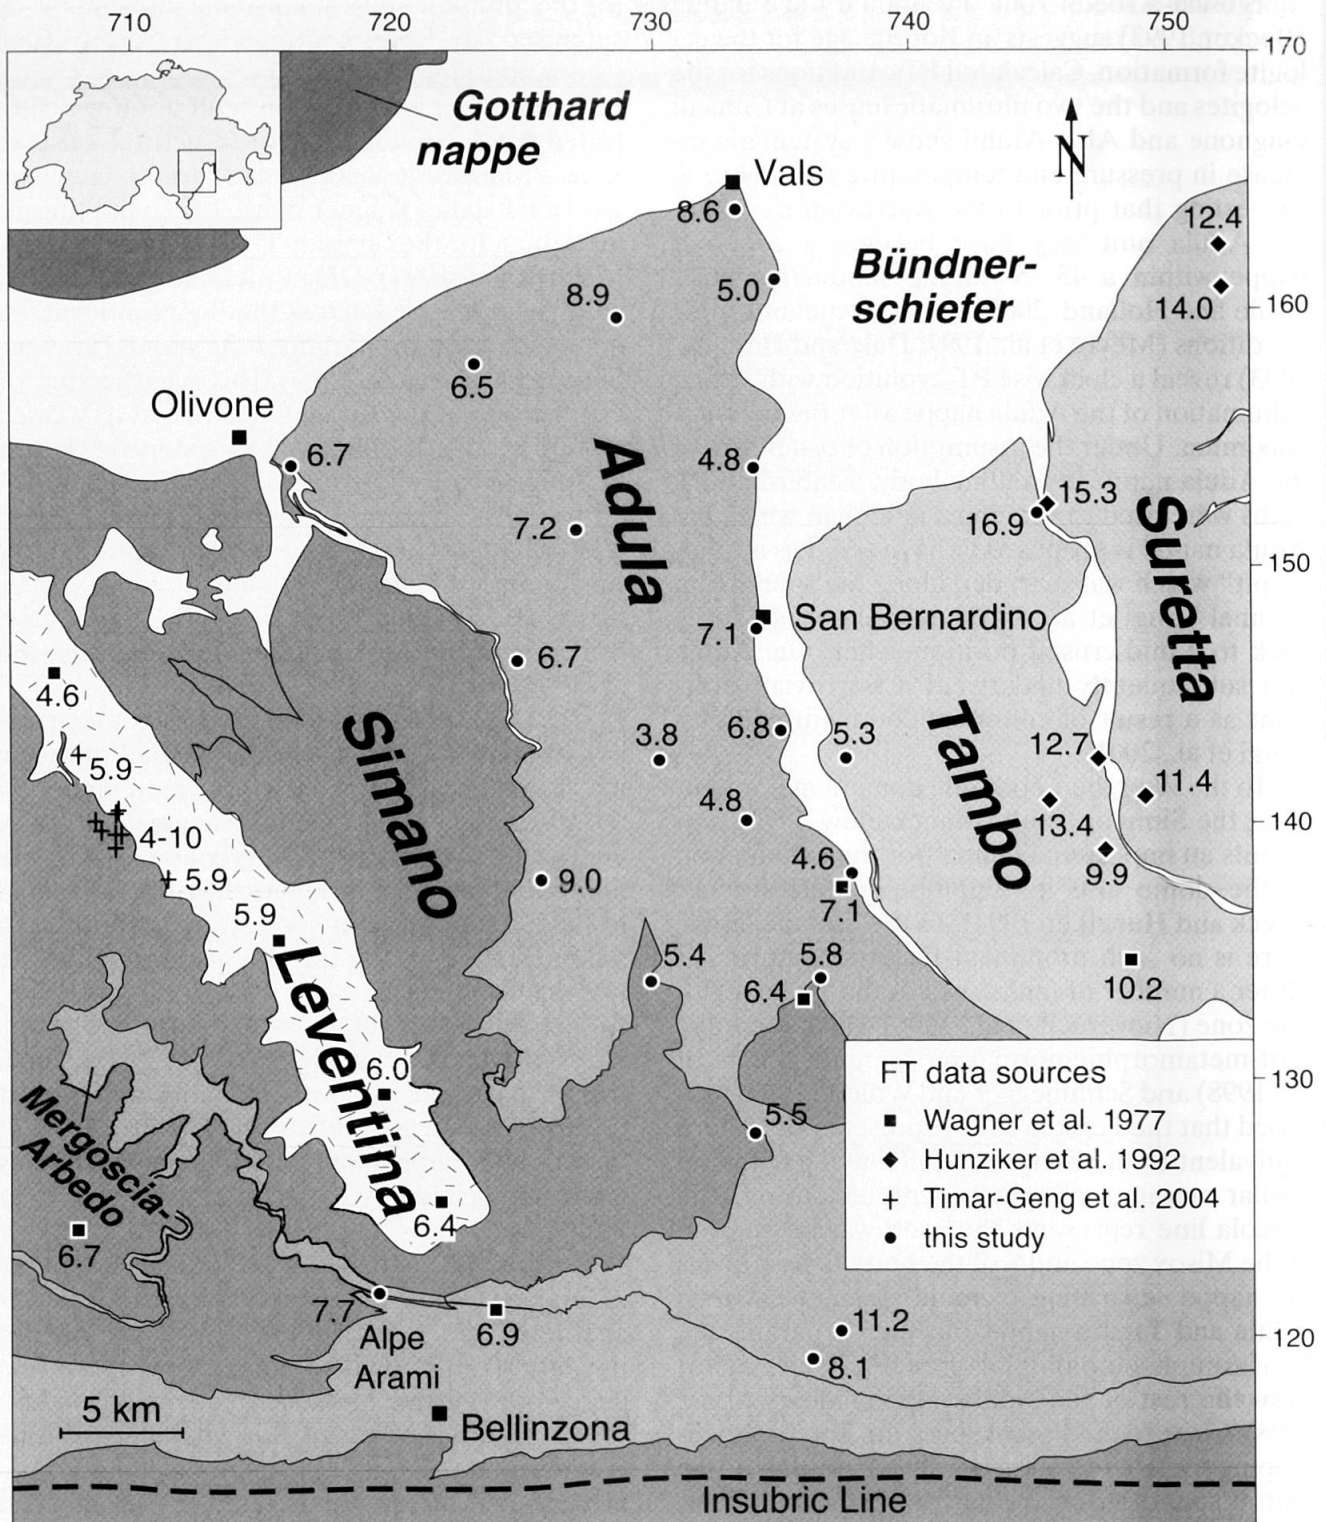 710 720 730 740 750
170
Gotthard
nappe
N
Vals
8.6
12.4
Bündner-
schiefer
5.0
8.9
14.0
160
6.5
Olivone
6.7
4.8
Adula
15.3
16.9
Suretta
7.2
150
San Bernardino
7.1
6.7
4.6
Simano
3.8
6.8
5.3
Tambo
12.7
5.9
11.4
4.8
13.4
140
4-10
4.6
9.9
5.9
9.0
7.1
5.9
5.4
5.8
6.4
10.2
Leventina
6.0
130
Mergoscia-
Arbedo
5.5
FT data sources
Wagner et al. 1977
Hunziker et al. 1992
Timar-Geng et al. 2004
this study
6.4
6.7
7.7
6.9
11.2
8.1
120
Alpe
Arami
5 km
Bellinzona
Insubric Line